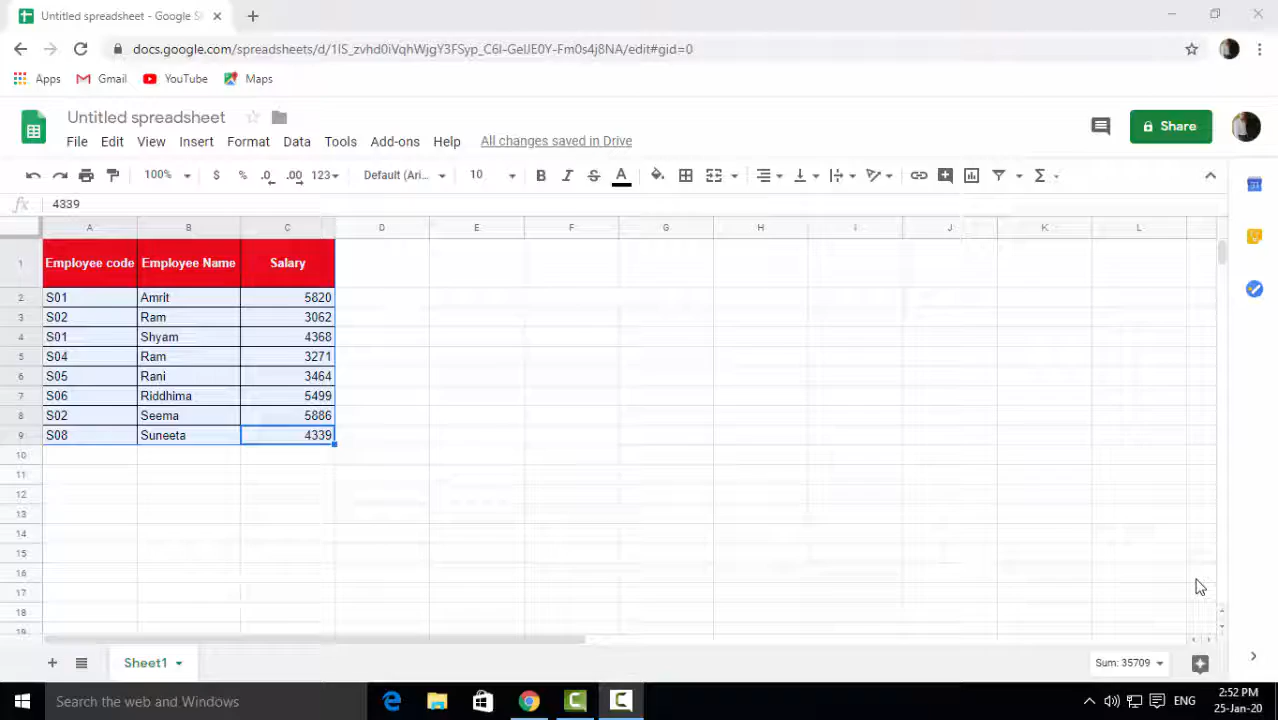 Untitled spreadsheet - Google S
docs.google.com/spreadsheets/d/1IS_zvhd0iVqhWjgY3FSyp_C6I-GelJE0Y-Fm0s4j8NA/edit#gid=0
Apps Gmail YouTube Maps
Untitled spreadsheet
Share
File Edit View Insert Format Data Tools Add-ons Help All changes saved in Drive
100% $ % .0 .00 123 Default (Ari... 10 B I S A
fx 4339
A B C D E F G H I J K L
1 Employee code Employee Name Salary
2 S01 Amrit 5820
3 S02 Ram 3062
4 S01 Shyam 4368
5 S04 Ram 3271
6 S05 Rani 3464
7 S06 Riddhima 5499
8 S02 Seema 5886
9 S08 Suneeta 4339
10
11
12
13
14
15
16
17
18
19
Sheet1 Sum: 35709
Search the web and Windows
ENG
2:52 PM
25-Jan-20